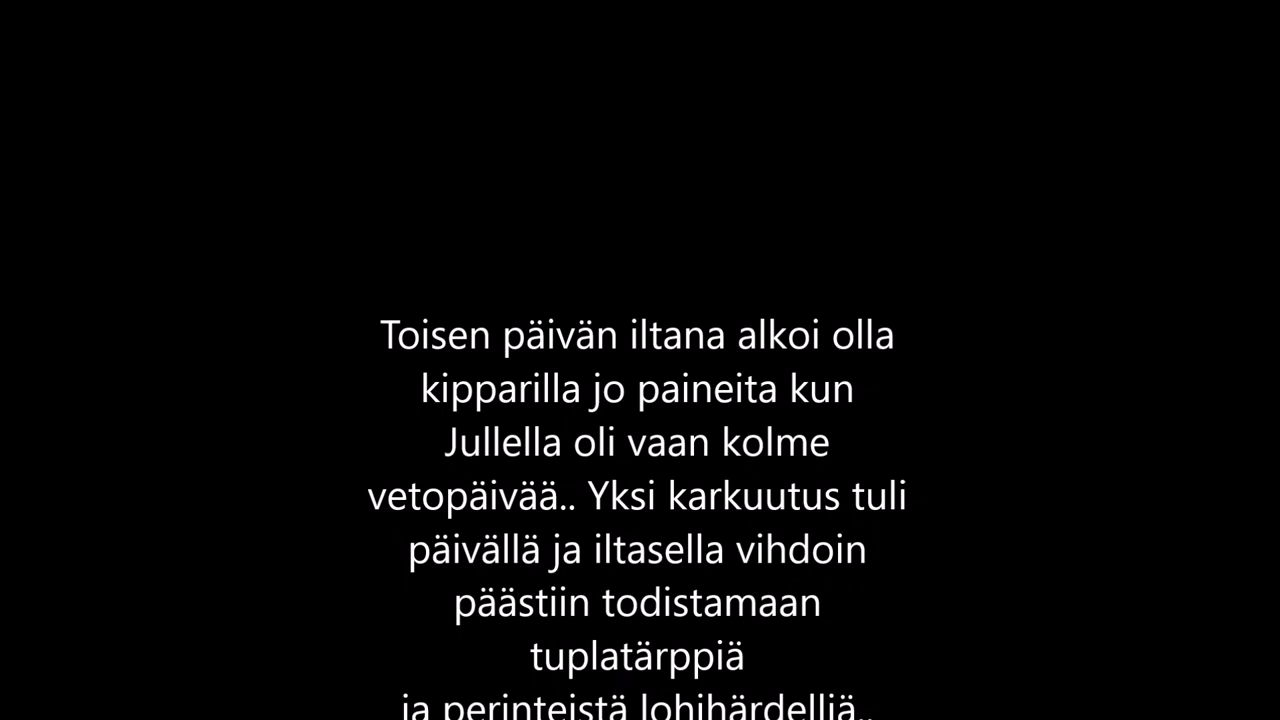 Toisen päivän iltana alkoi olla
kipparilla jo paineita kun
Jullella oli vaan kolme
vetopäivää.. Yksi karkuutus tuli
päivällä ja iltasella vihdoin
päästiin todistamaan
tuplatärppiä
ja perinteistä lohihärdelliä..